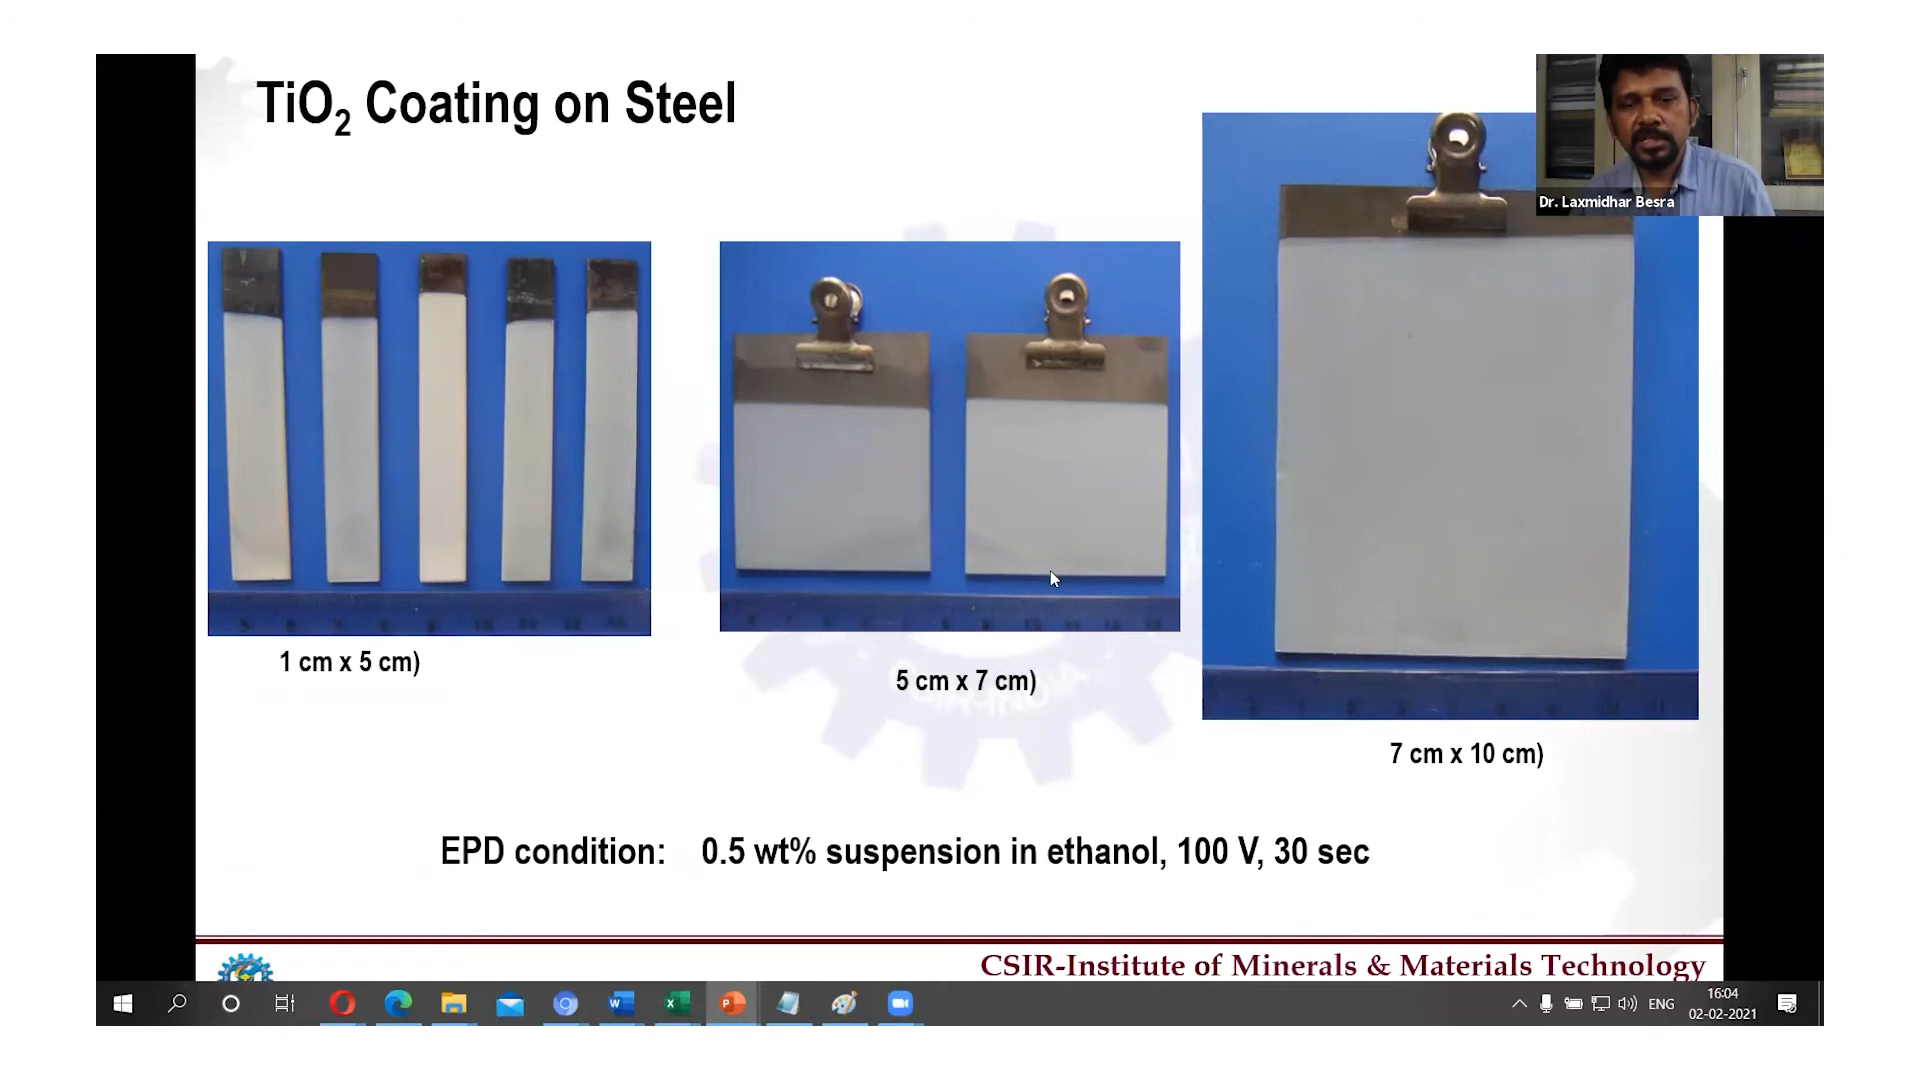 TiO2 Coating on Steel
Dr. Laxmidhar Besra
1 cm x 5 cm)
5 cm x 7 cm)
7 cm x 10 cm)
EPD condition: 0.5 wt% suspension in ethanol, 100 V, 30 sec
CSIR-Institute of Minerals & Materials Technology
ENG
16:04
02-02-2021